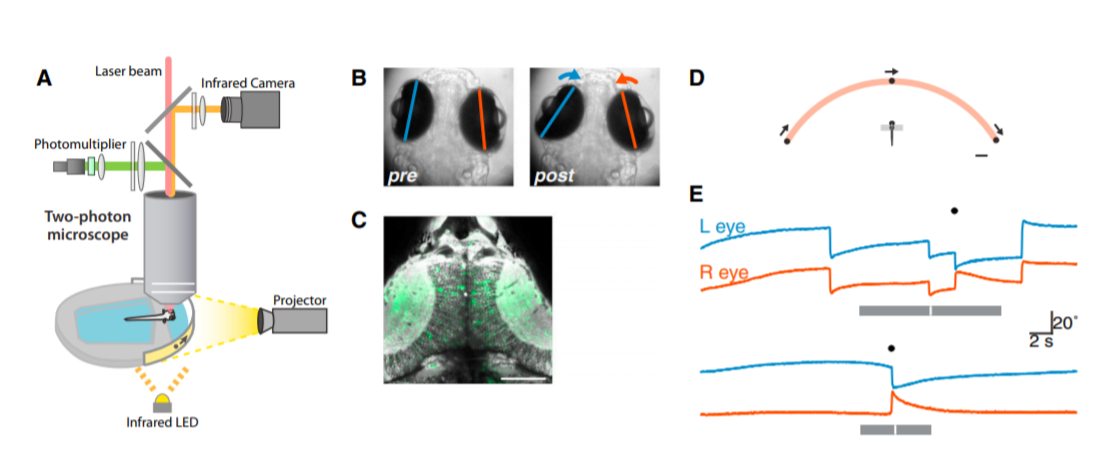 A
Laser beam
Infrared Camera
Photomultiplier
Two-photon
microscope
Projector
Infrared LED
B
pre
post
C
D
E
L eye
R eye
20°
2 s